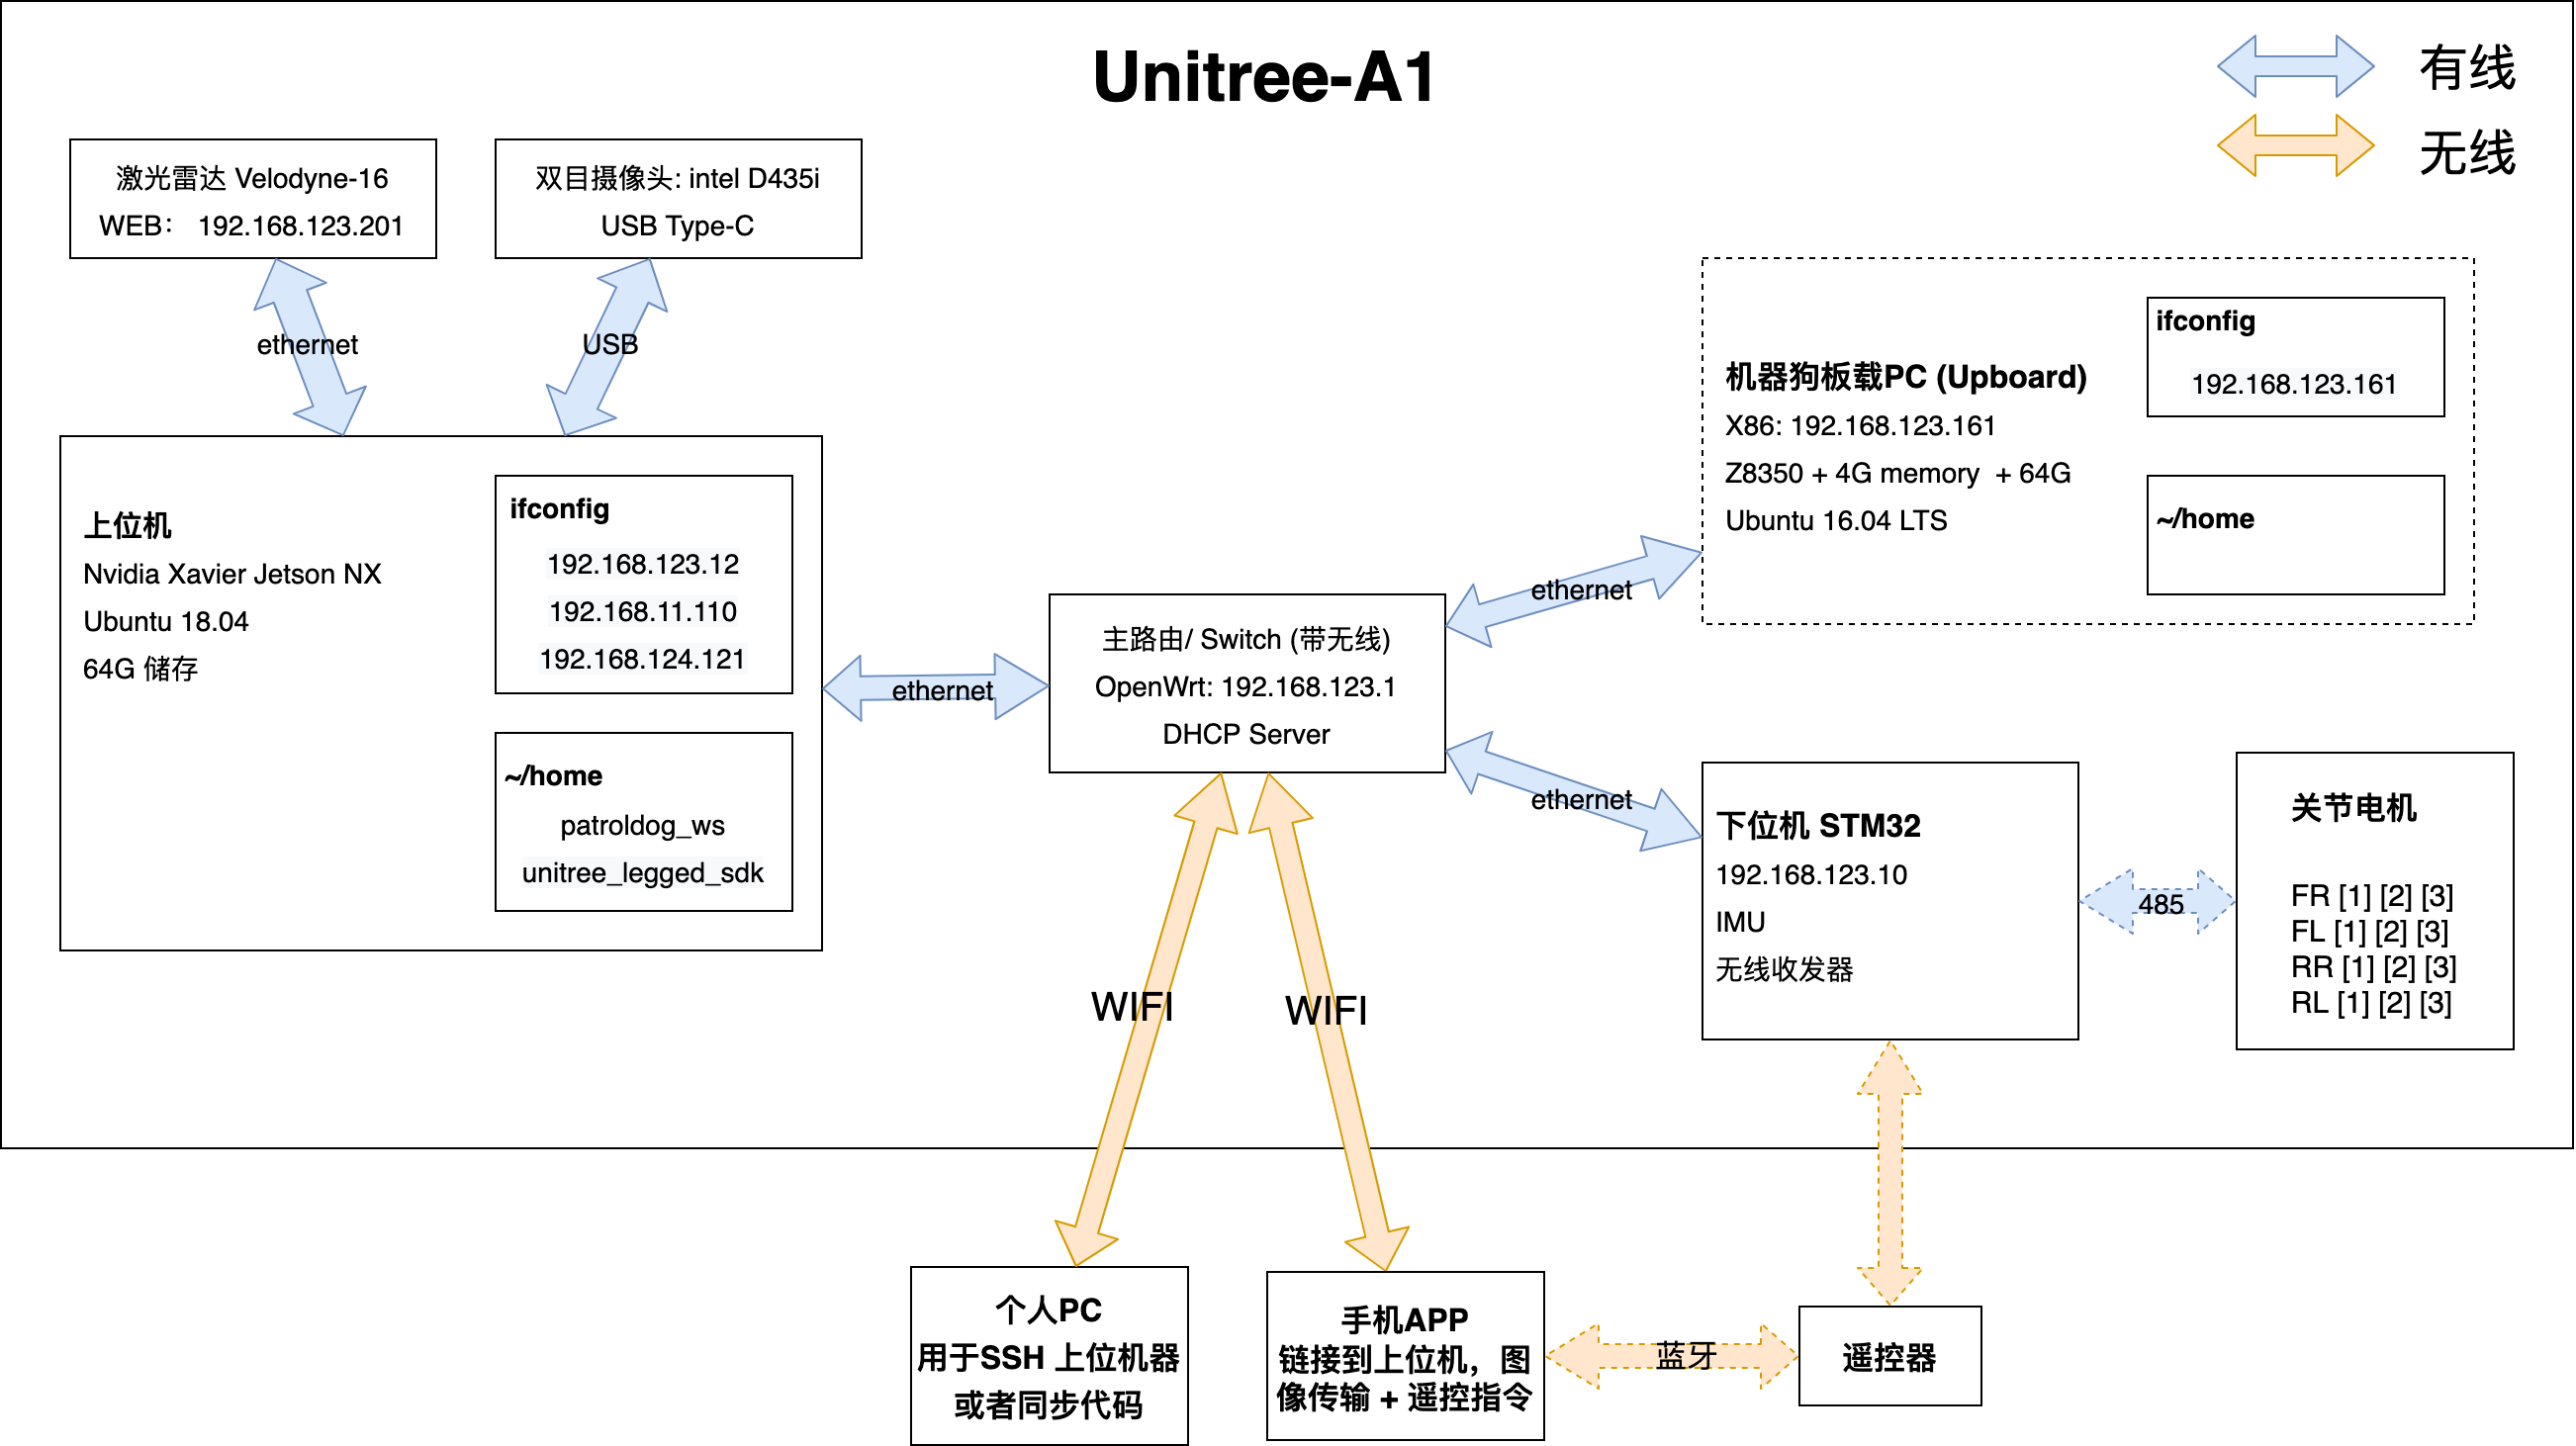 Unitree-A1
有线
无线
激光雷达 Velodyne-16
WEB： 192.168.123.201
双目摄像头: intel D435i
USB Type-C
ethernet
USB
上位机
Nvidia Xavier Jetson NX
Ubuntu 18.04
64G 储存
ifconfig
192.168.123.12
192.168.11.110
192.168.124.121
~/home
patroldog_ws
unitree_legged_sdk
ethernet
主路由/ Switch (带无线)
OpenWrt: 192.168.123.1
DHCP Server
ethernet
机器狗板载PC (Upboard)
X86: 192.168.123.161
Z8350 + 4G memory  + 64G
Ubuntu 16.04 LTS
ifconfig
192.168.123.161
~/home
ethernet
下位机 STM32
192.168.123.10
IMU
无线收发器
485
关节电机
FR [1] [2] [3]
FL [1] [2] [3]
RR [1] [2] [3]
RL [1] [2] [3]
WIFI
WIFI
个人PC
用于SSH 上位机器
或者同步代码
手机APP
链接到上位机，图
像传输 + 遥控指令
蓝牙
遥控器